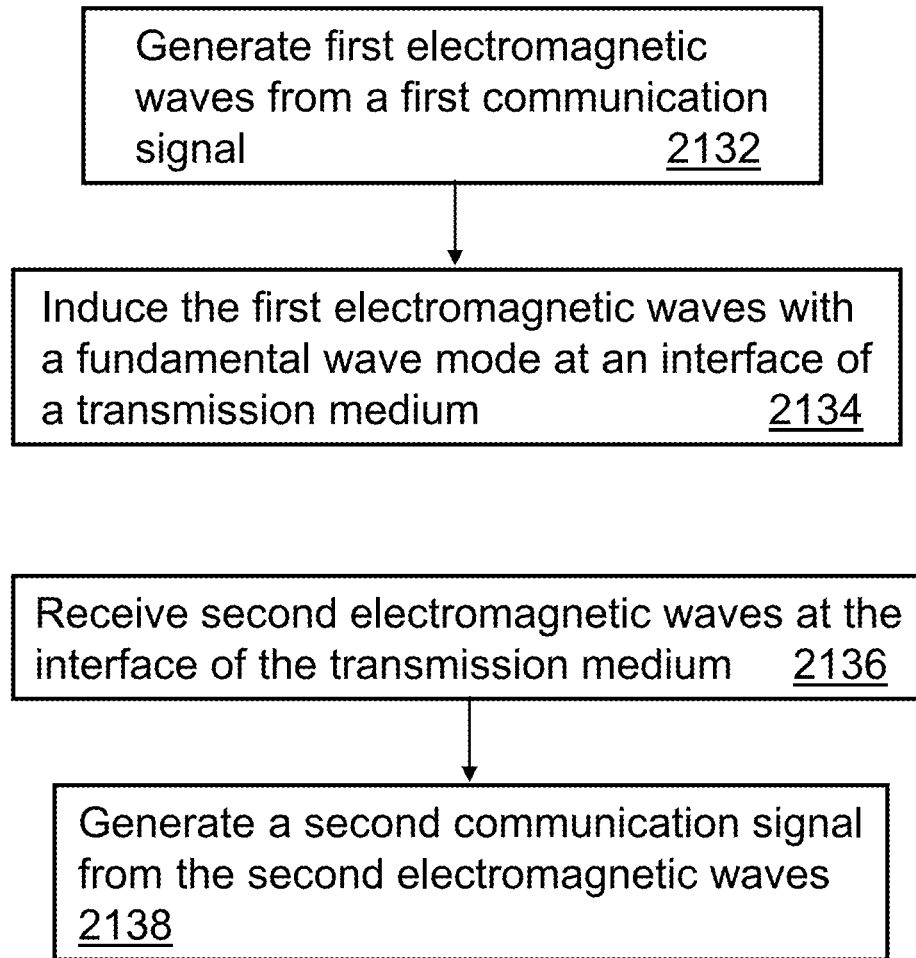 Generate first electromagnetic
waves from a first communication
signal 2132
Induce the first electromagnetic waves with
a fundamental wave mode at an interface of
a transmission medium 2134
Receive second electromagnetic waves at the
interface of the transmission medium 2136
Generate a second communication signal
from the second electromagnetic waves
2138